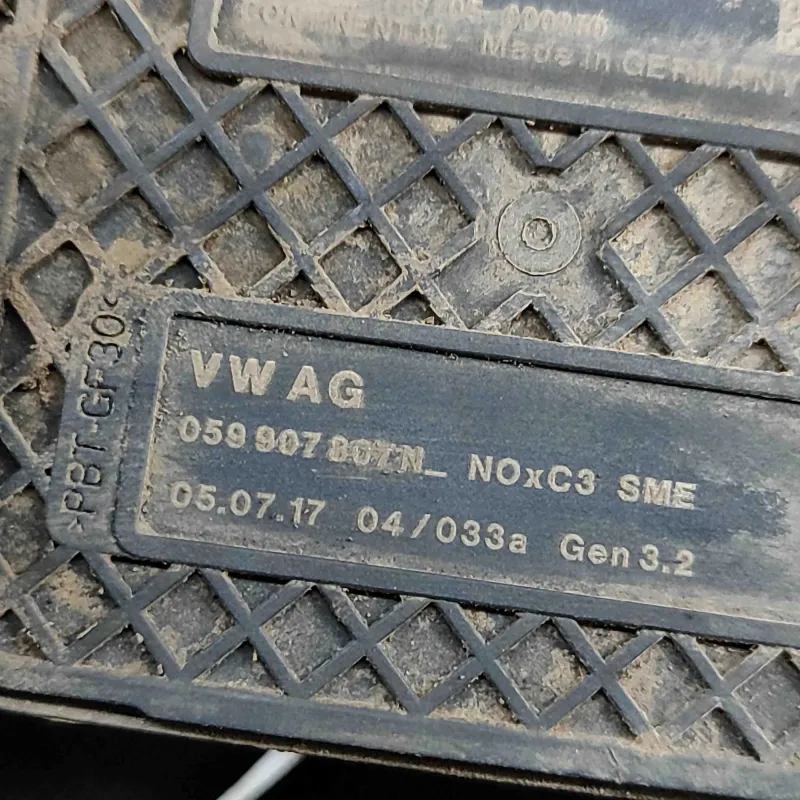 CONTINENTAL Made in GERMANY
>PBT-GF30<
VW AG
059 907 807N_ NOxC3 SME
05.07.17 04/033a Gen 3.2